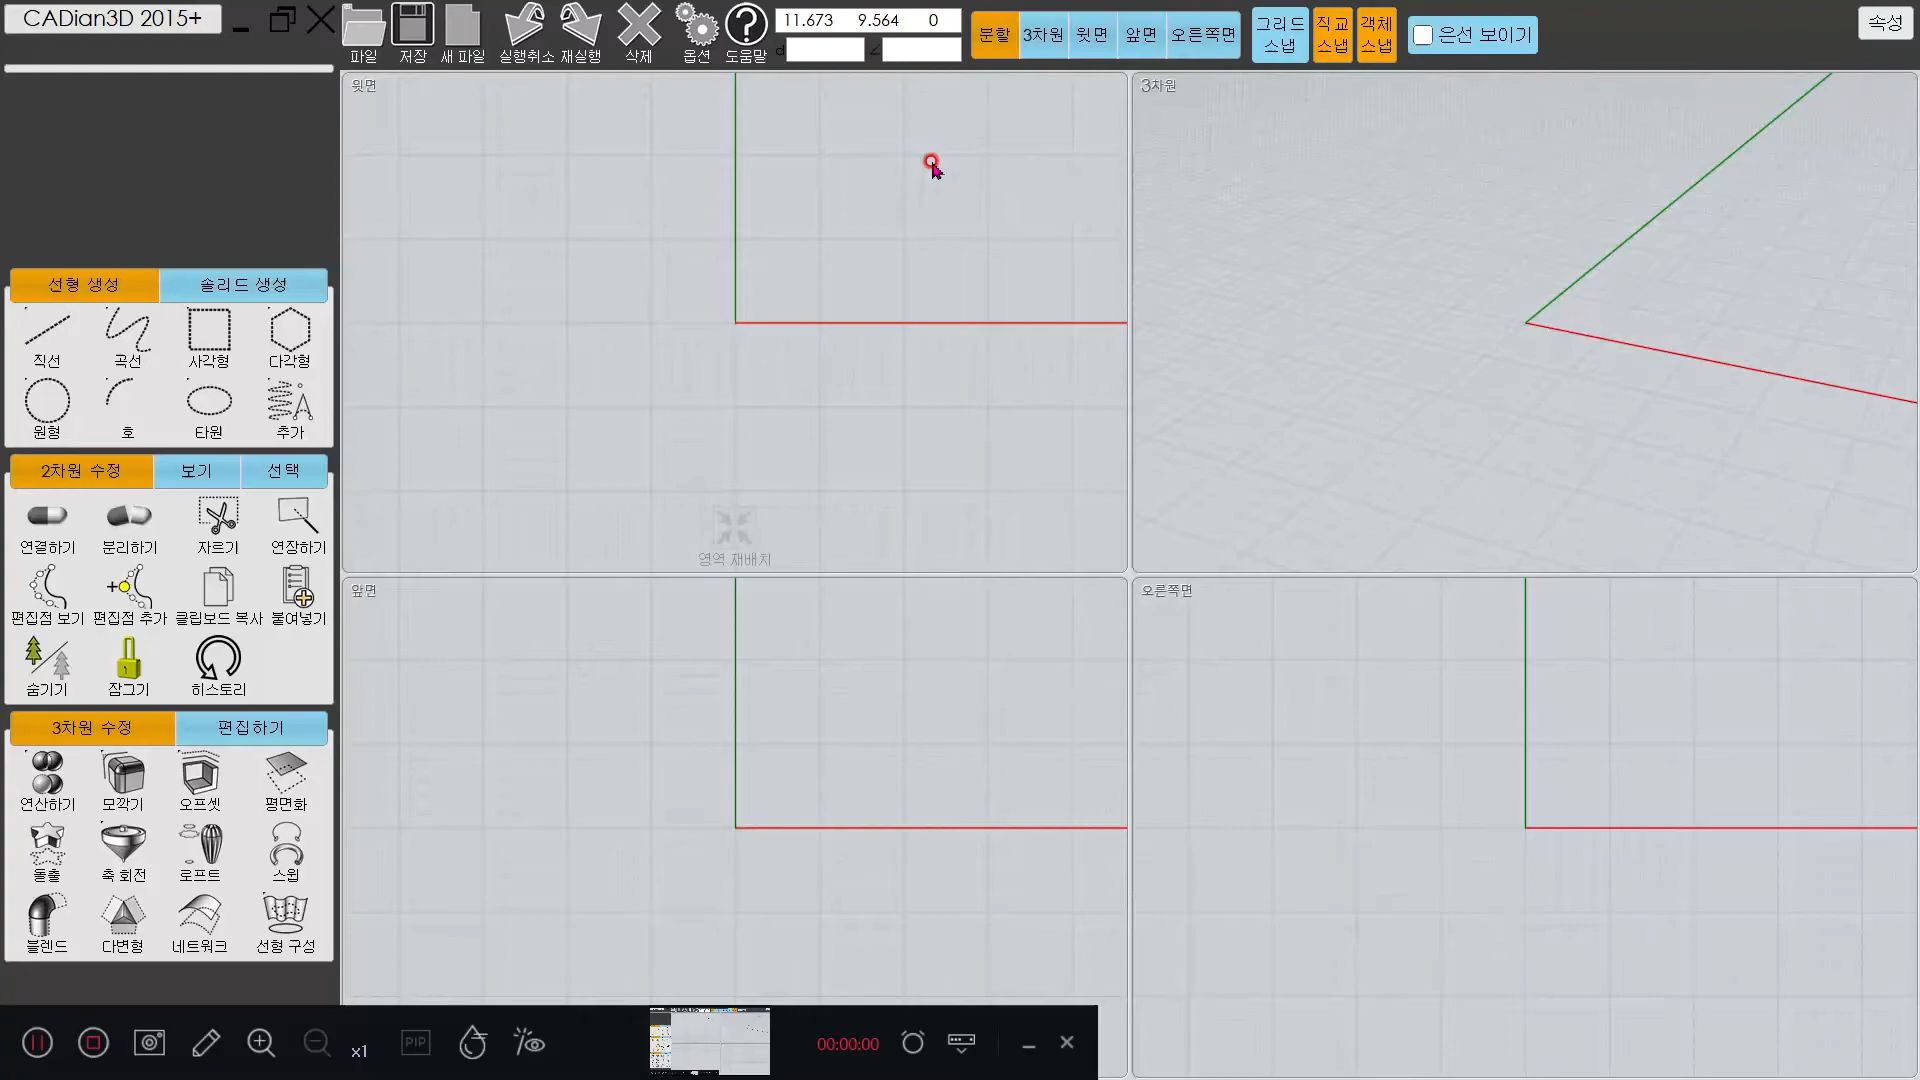 CADian3D 2015+
파일 저장 새 파일 실행취소 재실행 삭제 옵션 도움말
11.673 9.564 0
d ∠
분할 3차원 윗면 앞면 오른쪽면
그리드
스냅
직교
스냅
객체
스냅
은선 보이기
속성
선형 생성 솔리드 생성
직선 곡선 사각형 다각형
원형 호 타원 추가
2차원 수정 보기 선택
연결하기 분리하기 자르기 연장하기
편집점 보기 편집점 추가 클립보드 복사 붙여넣기
숨기기 잠그기 히스토리
3차원 수정 편집하기
연산하기 모깍기 오프셋 평면화
돌출 축 회전 로프트 스윕
블렌드 다변형 네트워크 선형 구성
윗면
3차원
영역 재배치
앞면
오른쪽면
x1 PIP 00:00:00